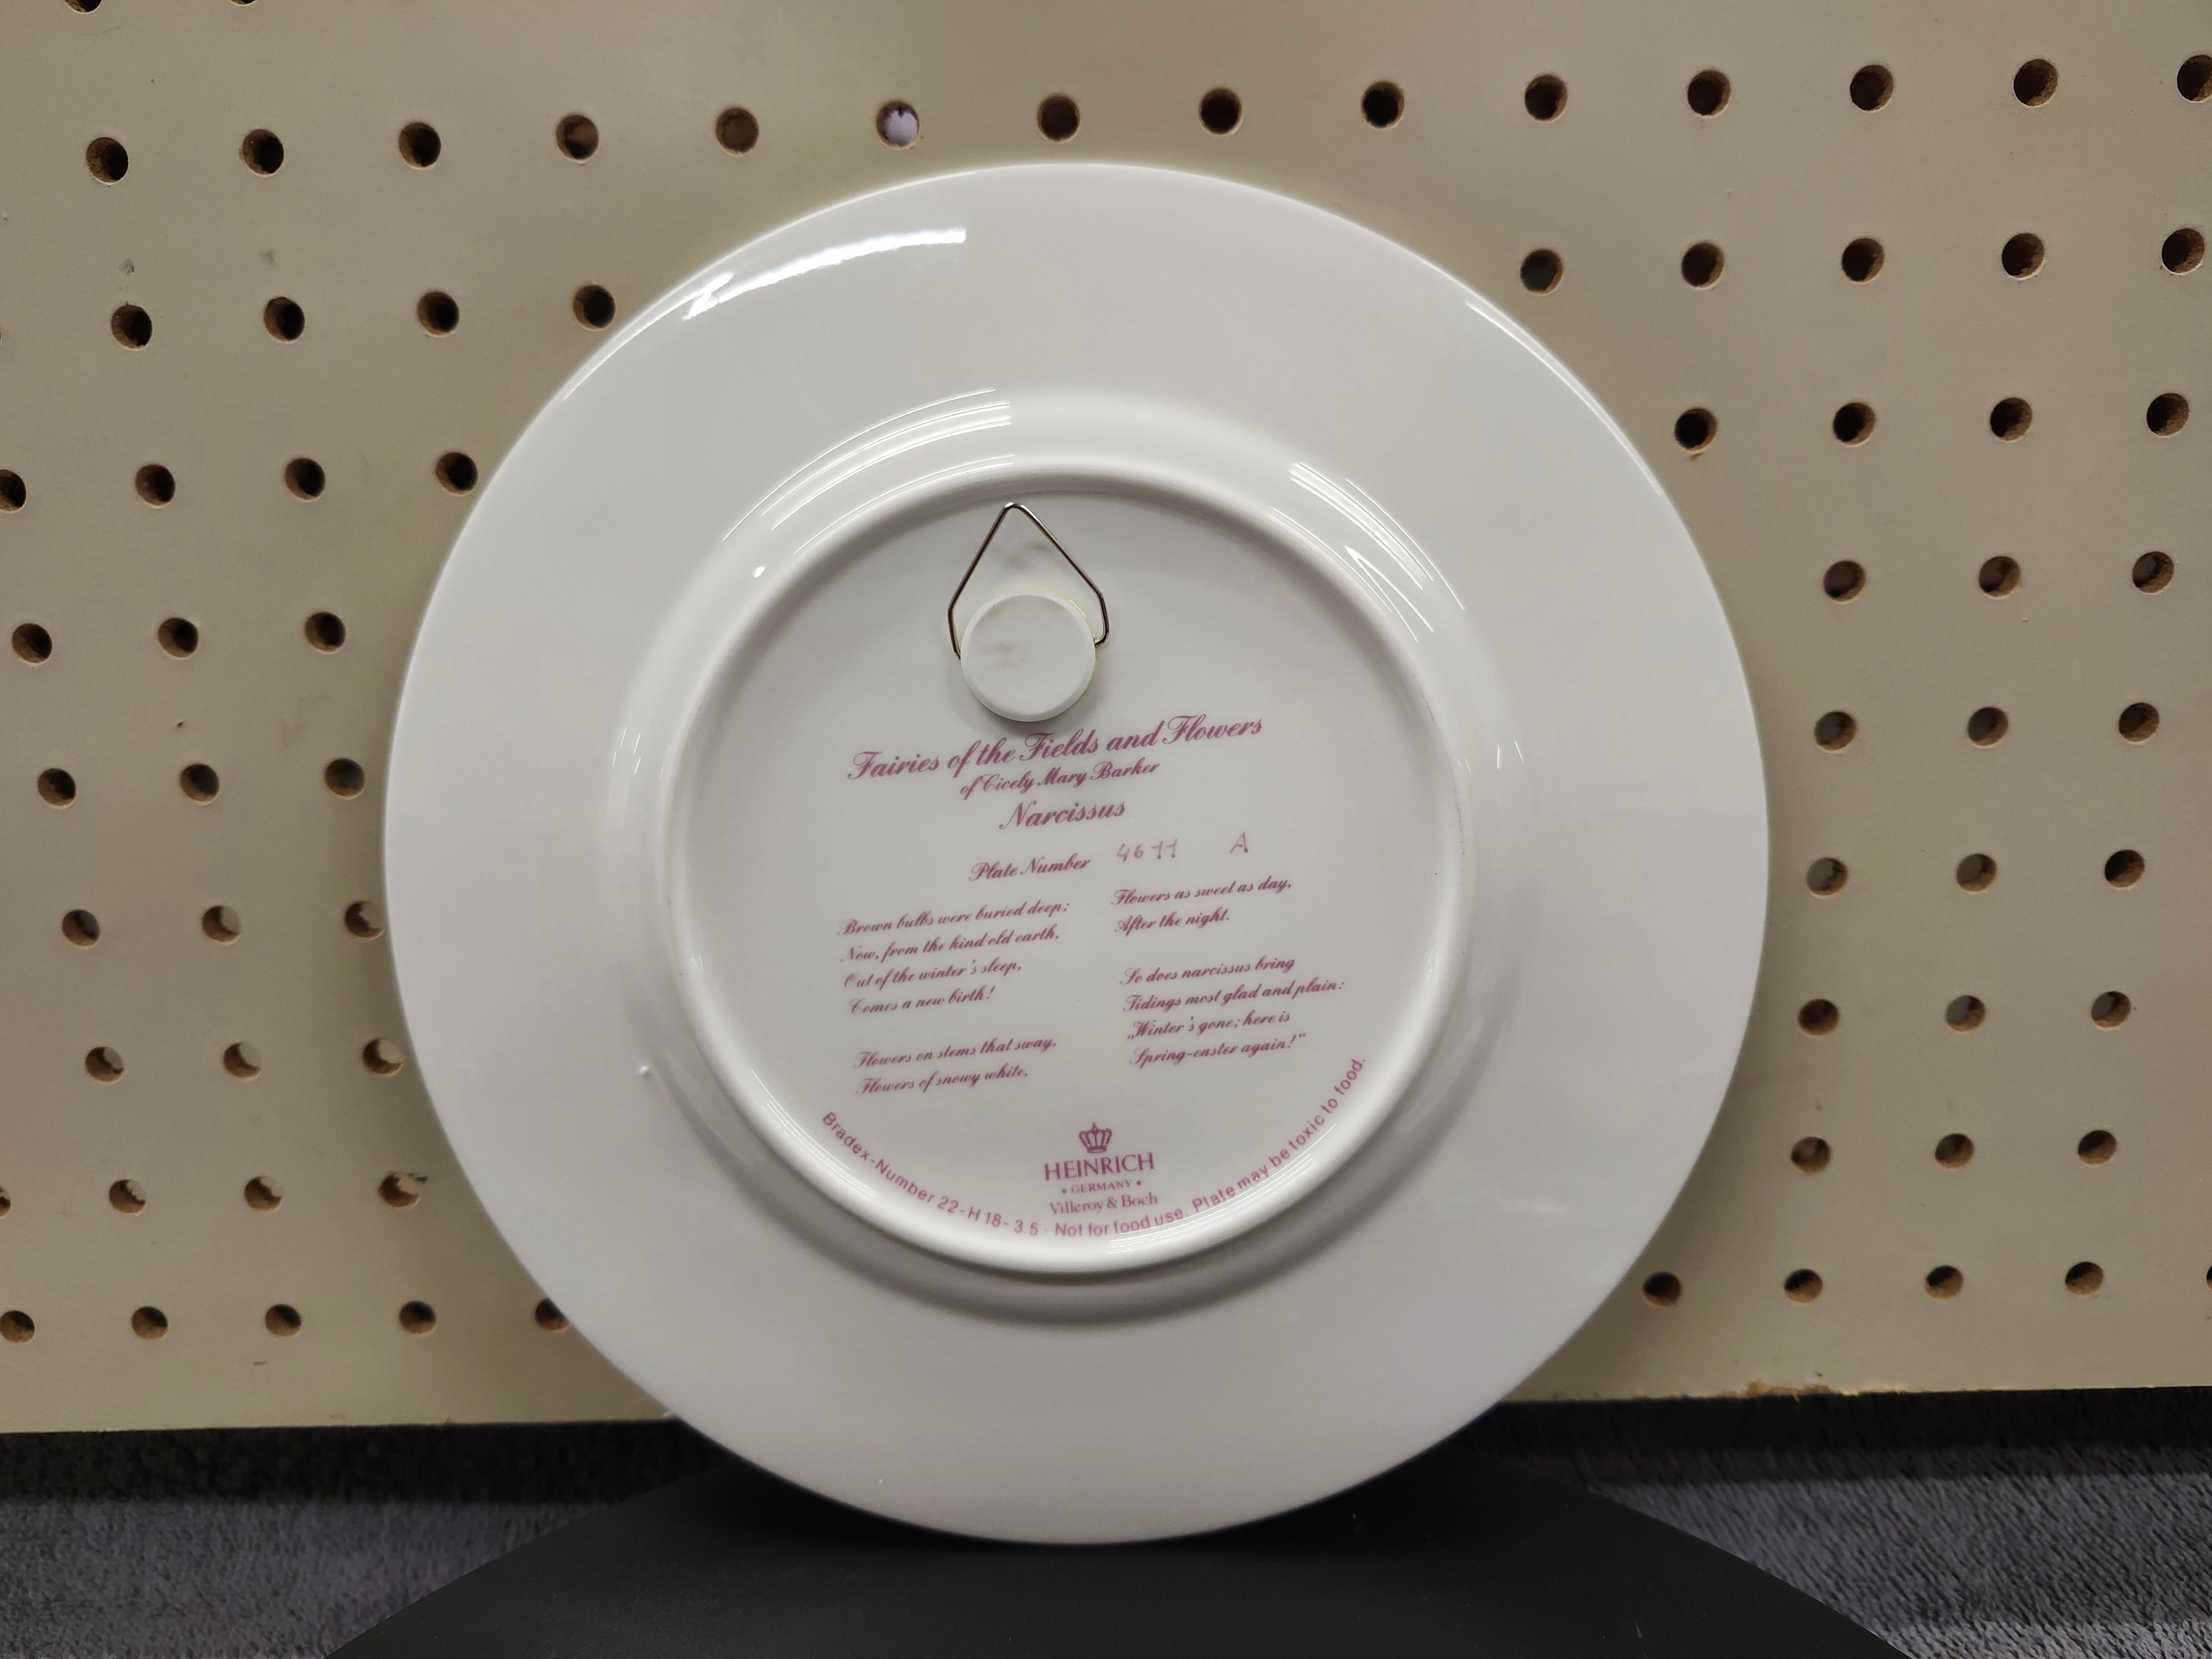 Fairies of the Fields and Flowers
of Cicely Mary Barker
Narcissus
Plate Number 4611 A
Brown bulbs were buried deep;
Now, from the kind old earth,
Out of the winter's sleep,
Comes a new birth!
Flowers on stems that sway,
Flowers of snowy white,
Flowers as sweet as day,
After the night.
So does narcissus bring
Tidings most glad and plain:
„Winter's gone; here is
Spring-easter again!“
HEINRICH
• GERMANY •
Villeroy & Boch
Bradex-Number 22-H 18-3.5 · Not for food use. Plate may be toxic to food.